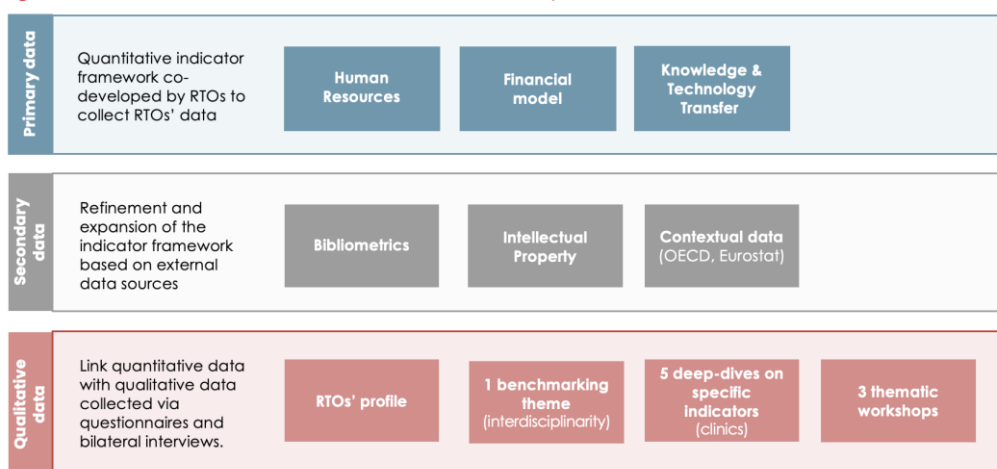 Primary data
Quantitative indicator
framework co-
developed by RTOs to
collect RTOs' data
Human
Resources
Financial
model
Knowledge &
Technology
Transfer
Secondary
data
Refinement and
expansion of the
indicator framework
based on external
data sources
Bibliometrics
Intellectual
Property
Contextual data
(OECD, Eurostat)
Qualitative
data
Link quantitative data
with qualitative data
collected via
questionnaires and
bilateral interviews.
RTOs' profile
1 benchmarking
theme
(interdisciplinarity)
5 deep-dives on
specific
indicators
(clinics)
3 thematic
workshops